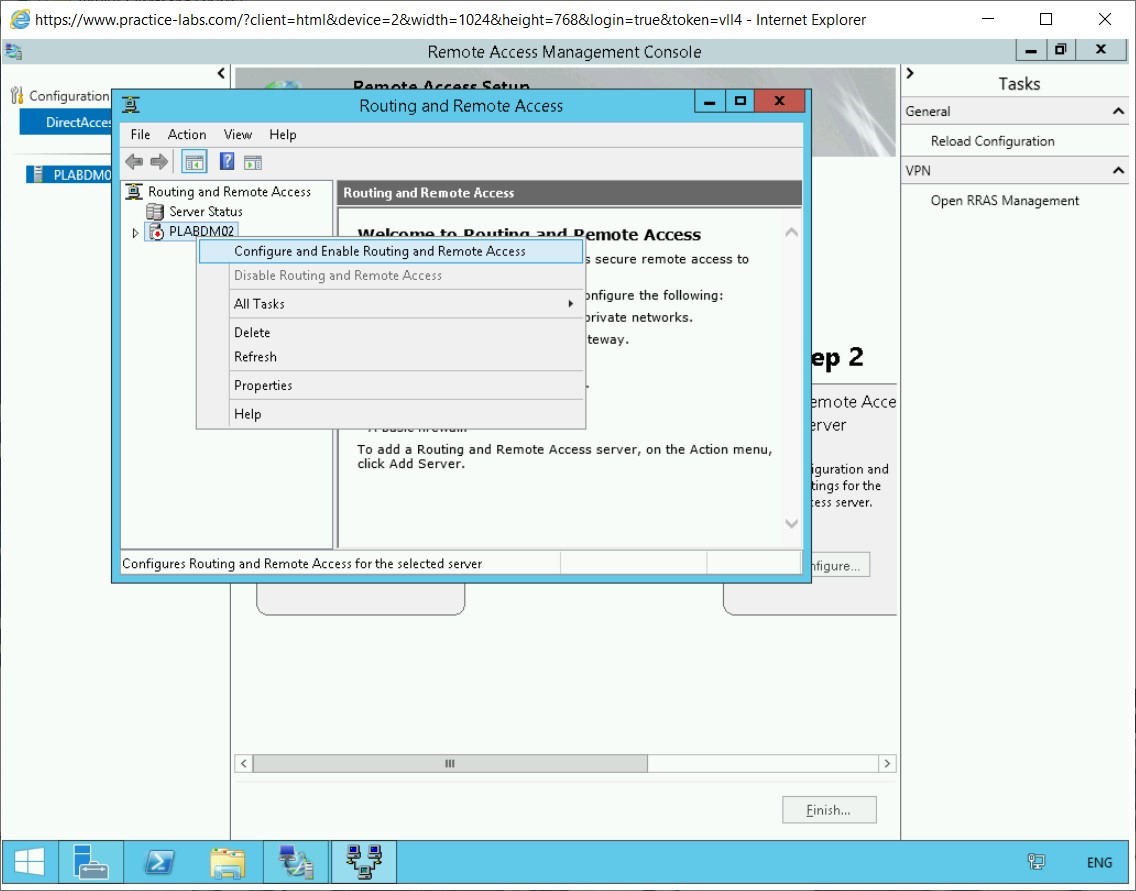 https://www.practice-labs.com/?client=html&device=2&width=1024&height=768&login=true&token=vll4 - Internet Explorer
Remote Access Management Console
Configuration
DirectAcces
PLABDM0
Remote Access Setup
Routing and Remote Access
File Action View Help
Routing and Remote Access
Server Status
PLABDM02
Routing and Remote Access
Welcome to Routing and Remote Access
s secure remote access to
onfigure the following:
private networks.
teway.
To add a Routing and Remote Access server, on the Action menu,
click Add Server.
Configure and Enable Routing and Remote Access
Disable Routing and Remote Access
All Tasks
Delete
Refresh
Properties
Help
Configures Routing and Remote Access for the selected server
ep 2
emote Acce
erver
iguration and
tings for the
cess server.
nfigure...
Finish...
Tasks
General
Reload Configuration
VPN
Open RRAS Management
ENG